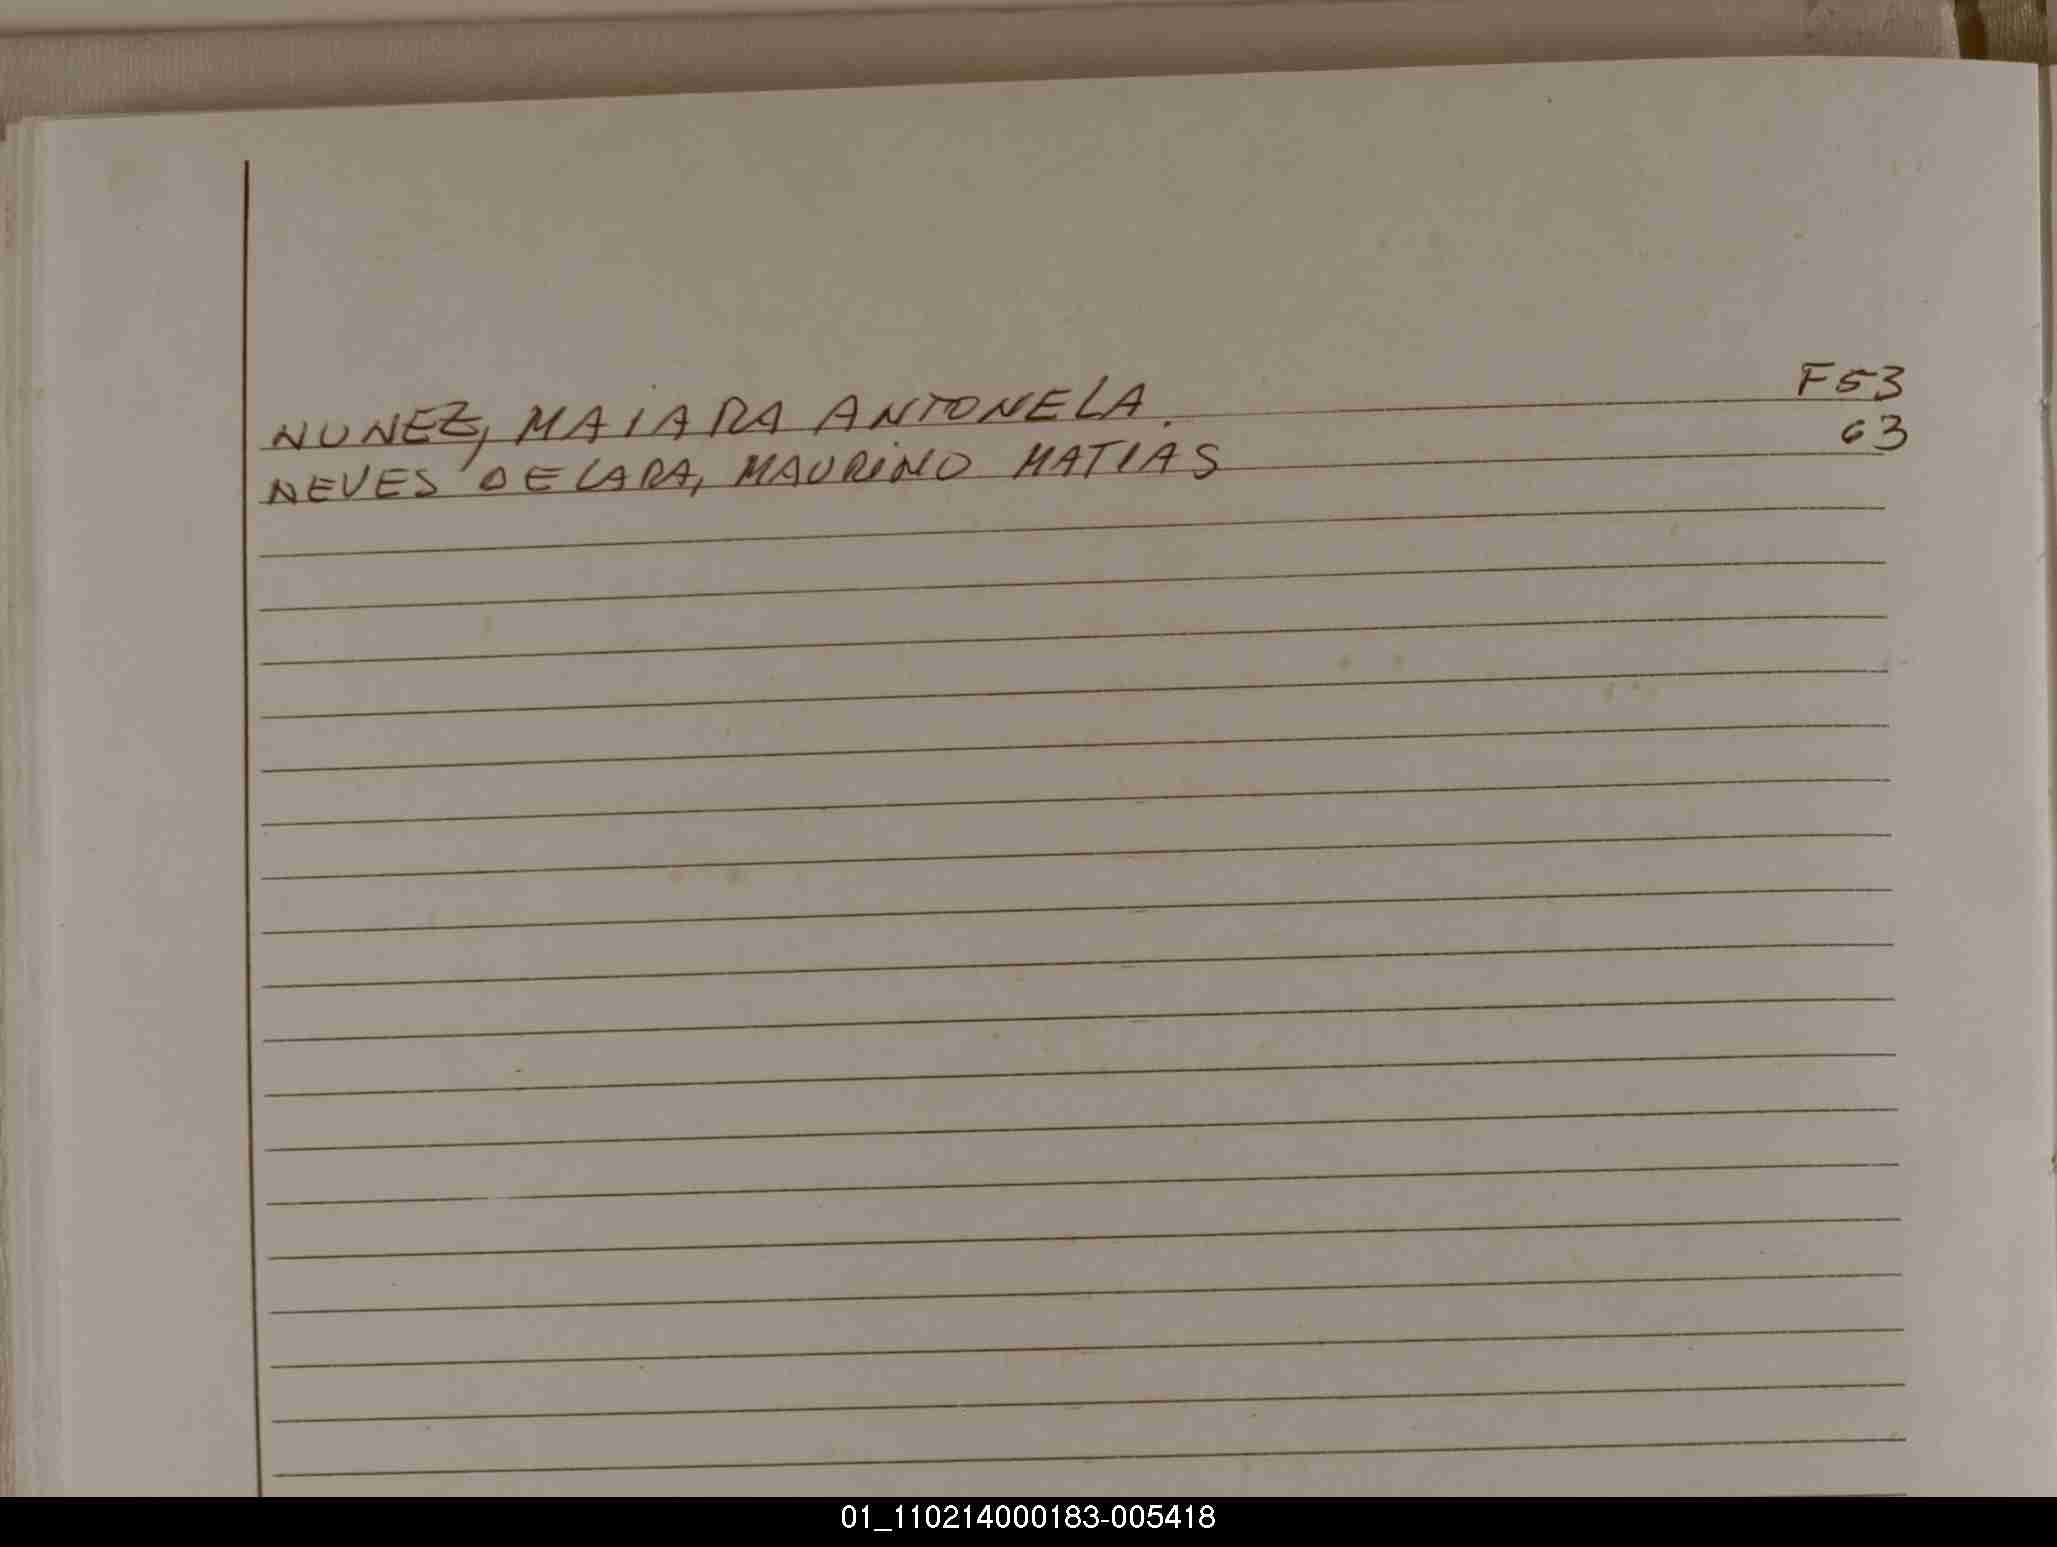 NUNEZ, MAIARA ANTONELA. F53
NEVES DE LARA, MAURINO MATIAS 63
01_110214000183-005418